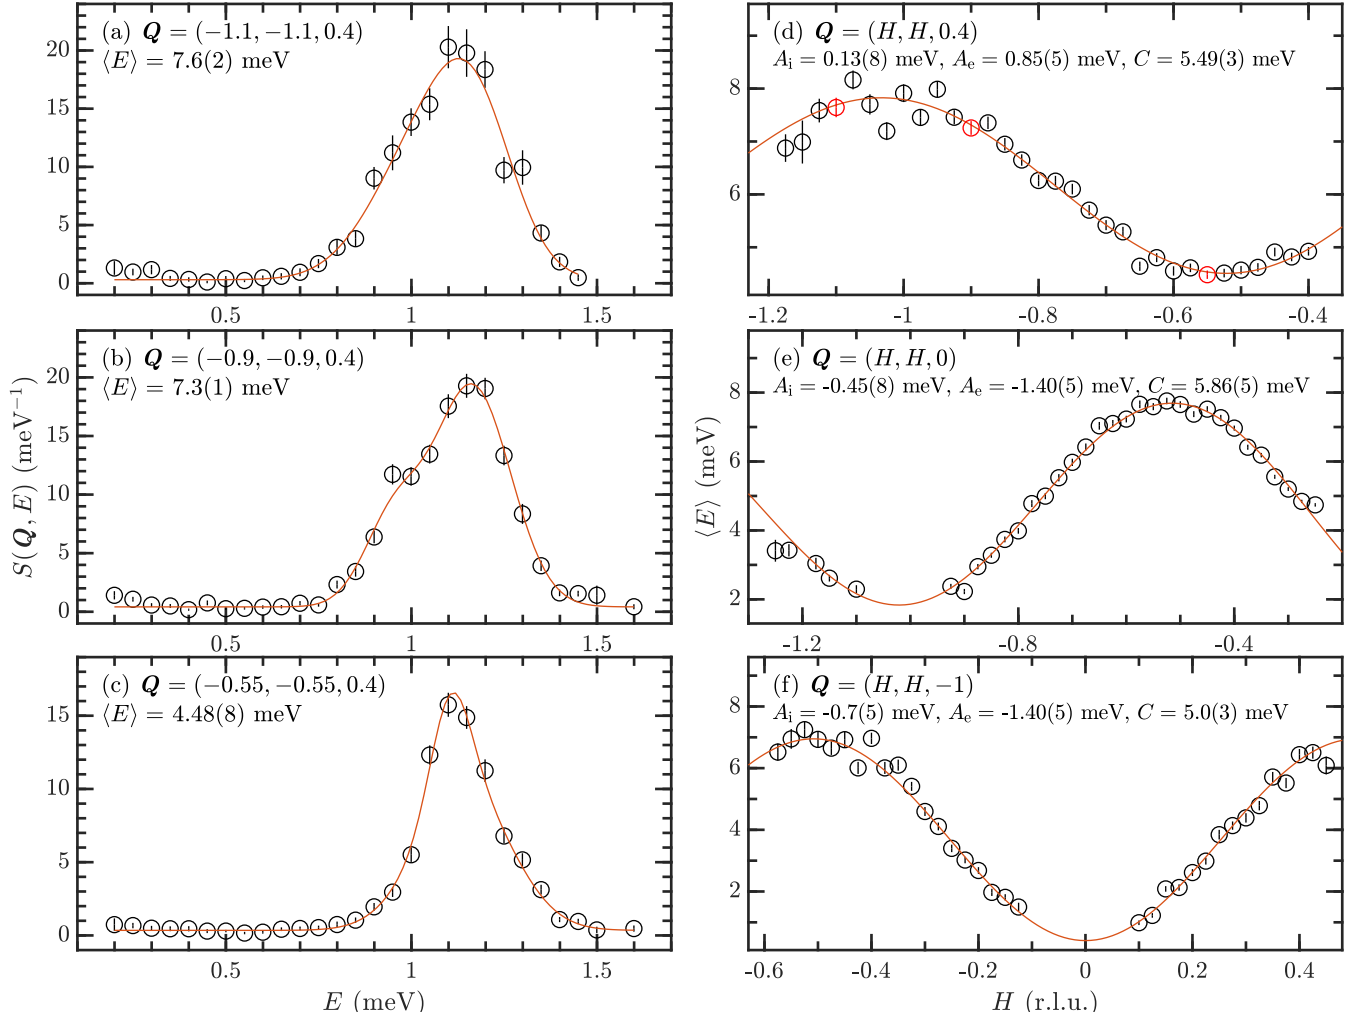 (a) Q = (−1.1, −1.1, 0.4)
⟨E⟩ = 7.6(2) meV
20
15
10
5
0
0.5
1
1.5
(b) Q = (−0.9, −0.9, 0.4)
⟨E⟩ = 7.3(1) meV
20
15
10
5
0
0.5
1
1.5
(c) Q = (−0.55, −0.55, 0.4)
⟨E⟩ = 4.48(8) meV
15
10
5
0
0.5
1
1.5
S(Q, E) (meV⁻¹)
E (meV)
(d) Q = (H, H, 0.4)
Aᵢ = 0.13(8) meV, Aₑ = 0.85(5) meV, C = 5.49(3) meV
8
6
-1.2
-1
-0.8
-0.6
-0.4
(e) Q = (H, H, 0)
Aᵢ = -0.45(8) meV, Aₑ = -1.40(5) meV, C = 5.86(5) meV
8
6
4
2
-1.2
-0.8
-0.4
(f) Q = (H, H, −1)
Aᵢ = -0.7(5) meV, Aₑ = -1.40(5) meV, C = 5.0(3) meV
8
6
4
2
-0.6
-0.4
-0.2
0
0.2
0.4
⟨E⟩ (meV)
H (r.l.u.)